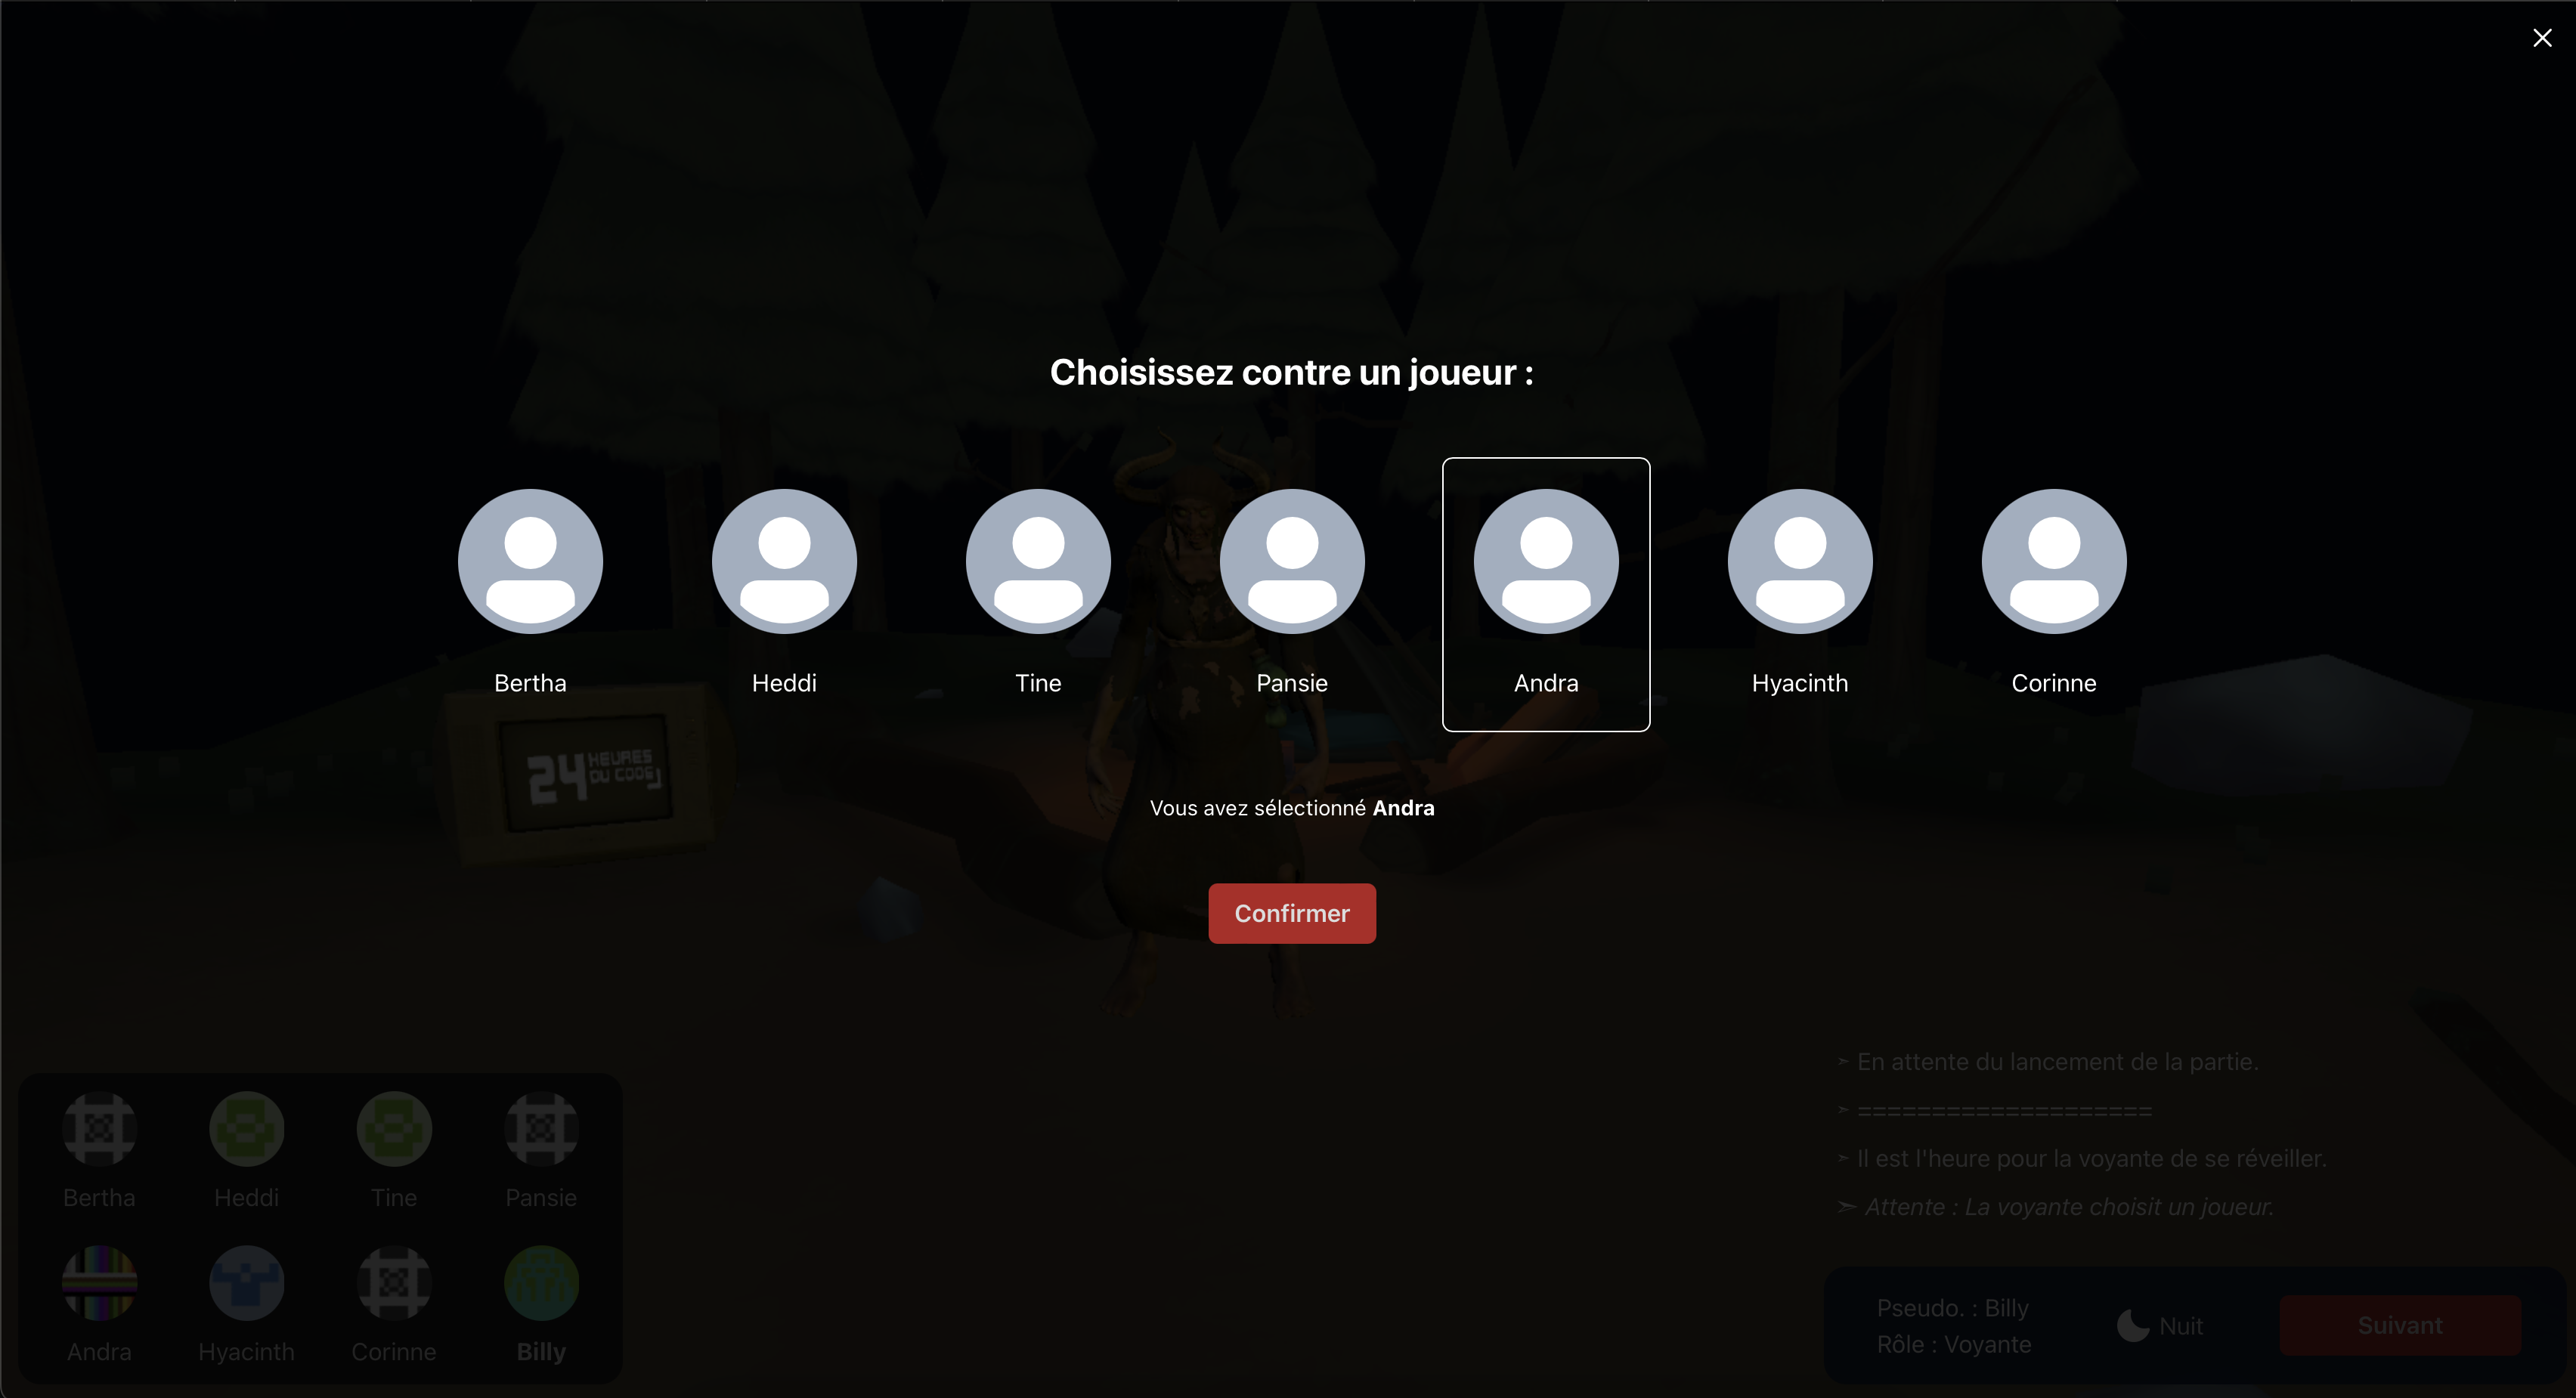 Choisissez contre un joueur :
Bertha
Heddi
Tine
Pansie
Andra
Hyacinth
Corinne
24 HEURES
DU CODE
Vous avez sélectionné Andra
Confirmer
➣ En attente du lancement de la partie.
➣ ====================
➣ Il est l'heure pour la voyante de se réveiller.
➣ Attente : La voyante choisit un joueur.
Bertha
Heddi
Tine
Pansie
Andra
Hyacinth
Corinne
Billy
Pseudo. : Billy
Rôle : Voyante
Nuit
Suivant